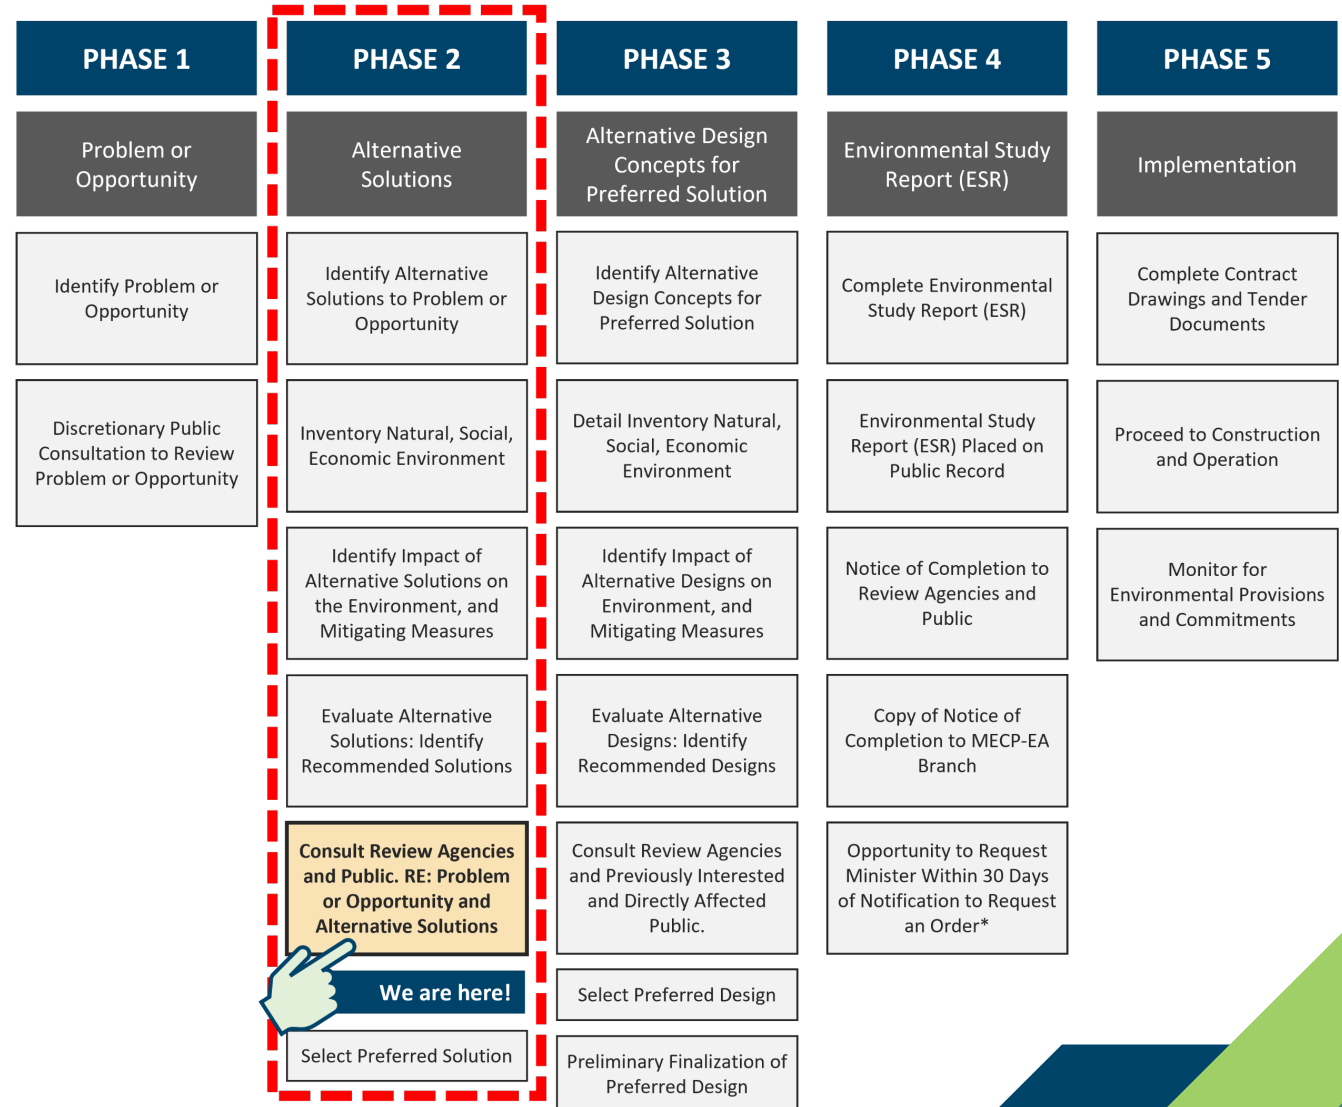 PHASE 1
Problem or
Opportunity
Identify Problem or
Opportunity
Discretionary Public
Consultation to Review
Problem or Opportunity
PHASE 2
Alternative
Solutions
Identify Alternative
Solutions to Problem or
Opportunity
Inventory Natural, Social,
Economic Environment
Identify Impact of
Alternative Solutions on
the Environment, and
Mitigating Measures
Evaluate Alternative
Solutions: Identify
Recommended Solutions
Consult Review Agencies
and Public. RE: Problem
or Opportunity and
Alternative Solutions
We are here!
Select Preferred Solution
PHASE 3
Alternative Design
Concepts for
Preferred Solution
Identify Alternative
Design Concepts for
Preferred Solution
Detail Inventory Natural,
Social, Economic
Environment
Identify Impact of
Alternative Designs on
Environment, and
Mitigating Measures
Evaluate Alternative
Designs: Identify
Recommended Designs
Consult Review Agencies
and Previously Interested
and Directly Affected
Public.
Select Preferred Design
Preliminary Finalization of
Preferred Design
PHASE 4
Environmental Study
Report (ESR)
Complete Environmental
Study Report (ESR)
Environmental Study
Report (ESR) Placed on
Public Record
Notice of Completion to
Review Agencies and
Public
Copy of Notice of
Completion to MECP-EA
Branch
Opportunity to Request
Minister Within 30 Days
of Notification to Request
an Order*
PHASE 5
Implementation
Complete Contract
Drawings and Tender
Documents
Proceed to Construction
and Operation
Monitor for
Environmental Provisions
and Commitments